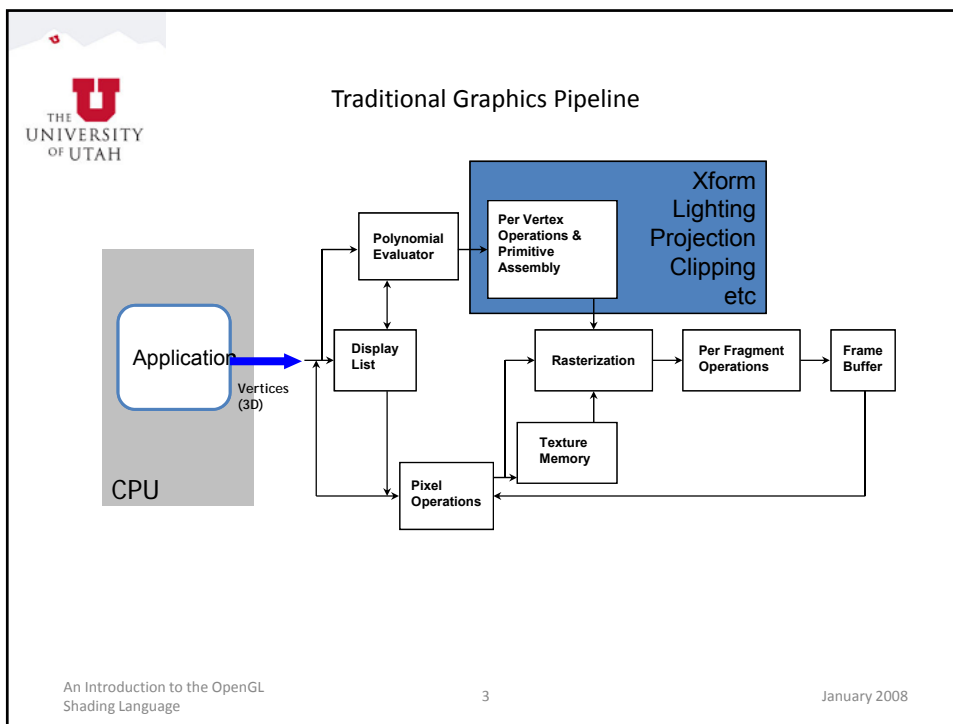 THE
UNIVERSITY
OF UTAH
Traditional Graphics Pipeline
Xform
Lighting
Projection
Clipping
etc
Per Vertex
Operations &
Primitive
Assembly
Polynomial
Evaluator
Application
Vertices
(3D)
CPU
Display
List
Rasterization
Per Fragment
Operations
Frame
Buffer
Texture
Memory
Pixel
Operations
An Introduction to the OpenGL
Shading Language
3
January 2008